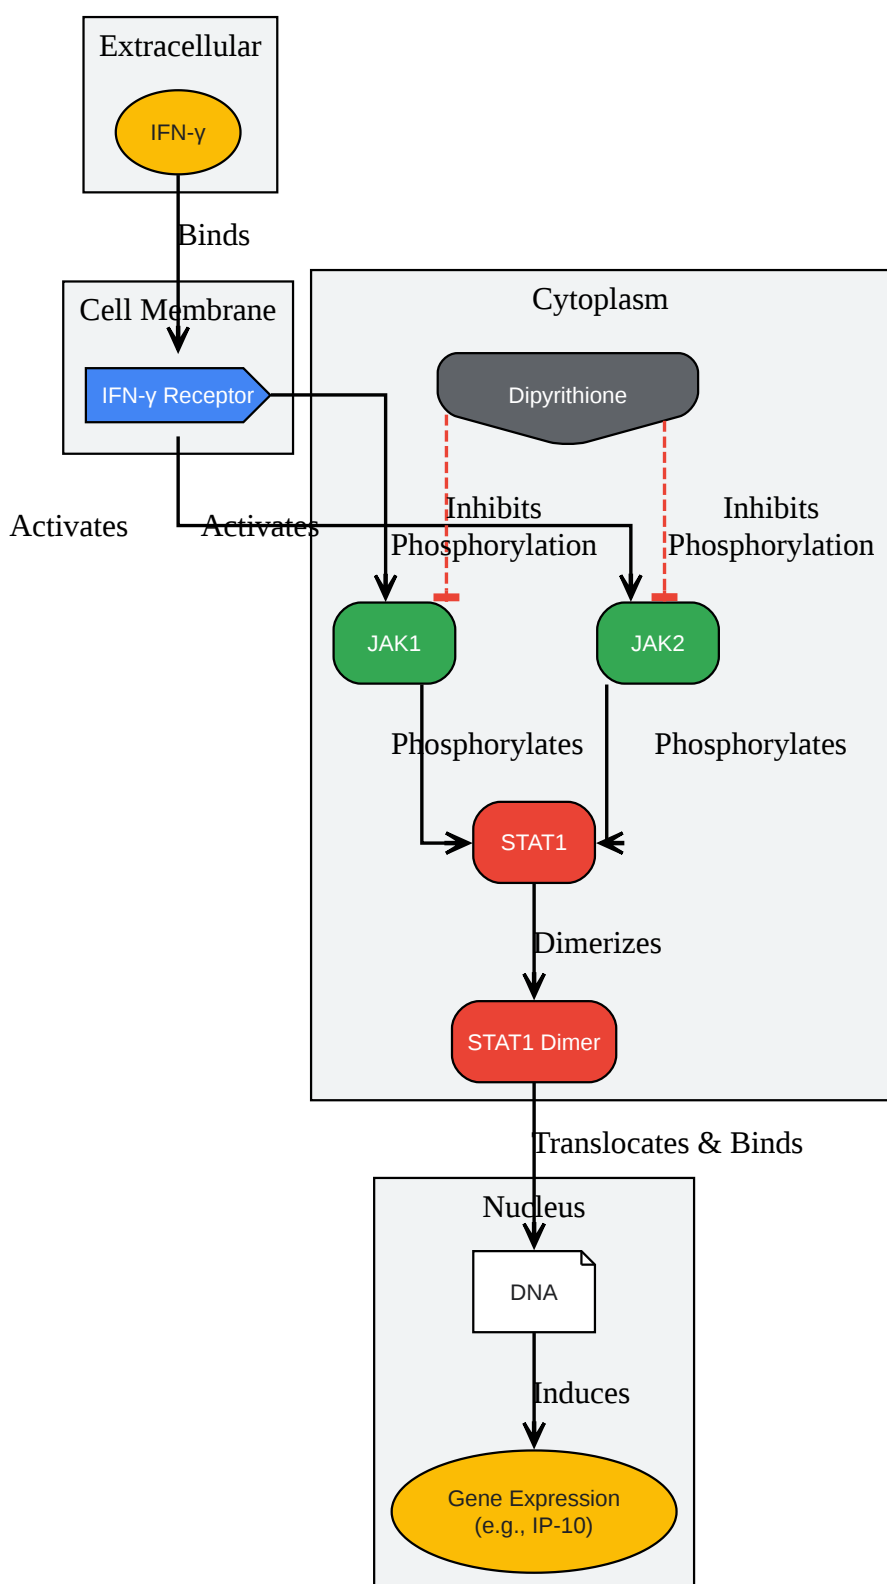 Extracellular
IFN-γ
Binds
Cell Membrane
IFN-γ Receptor
Cytoplasm
Dipyrithione
Activates
Activates
Inhibits
Phosphorylation
Inhibits
Phosphorylation
JAK1
JAK2
Phosphorylates
Phosphorylates
STAT1
Dimerizes
STAT1 Dimer
Translocates & Binds
Nucleus
DNA
Induces
Gene Expression
(e.g., IP-10)